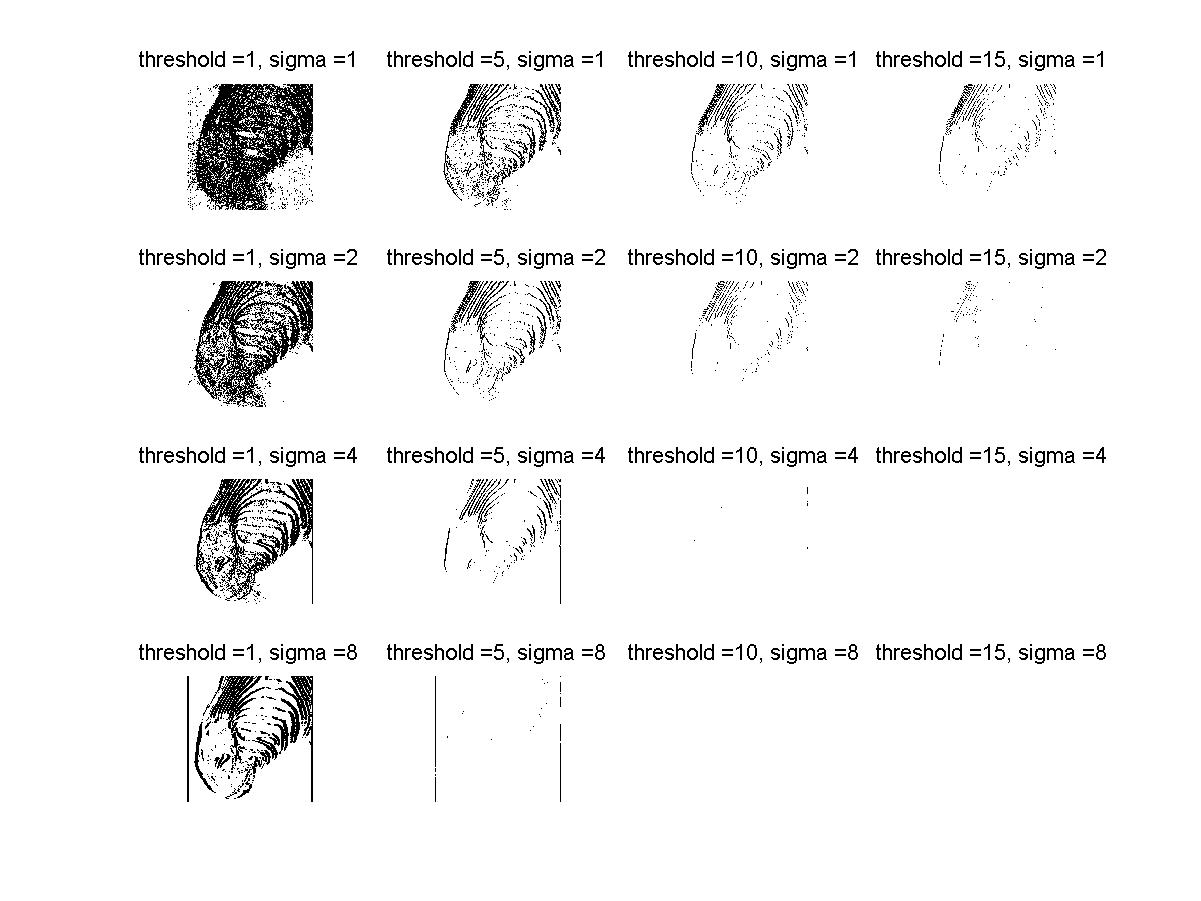 threshold =1, sigma =1 threshold =5, sigma =1 threshold =10, sigma =1 threshold =15, sigma =1
threshold =1, sigma =2 threshold =5, sigma =2 threshold =10, sigma =2 threshold =15, sigma =2
threshold =1, sigma =4 threshold =5, sigma =4 threshold =10, sigma =4 threshold =15, sigma =4
threshold =1, sigma =8 threshold =5, sigma =8 threshold =10, sigma =8 threshold =15, sigma =8